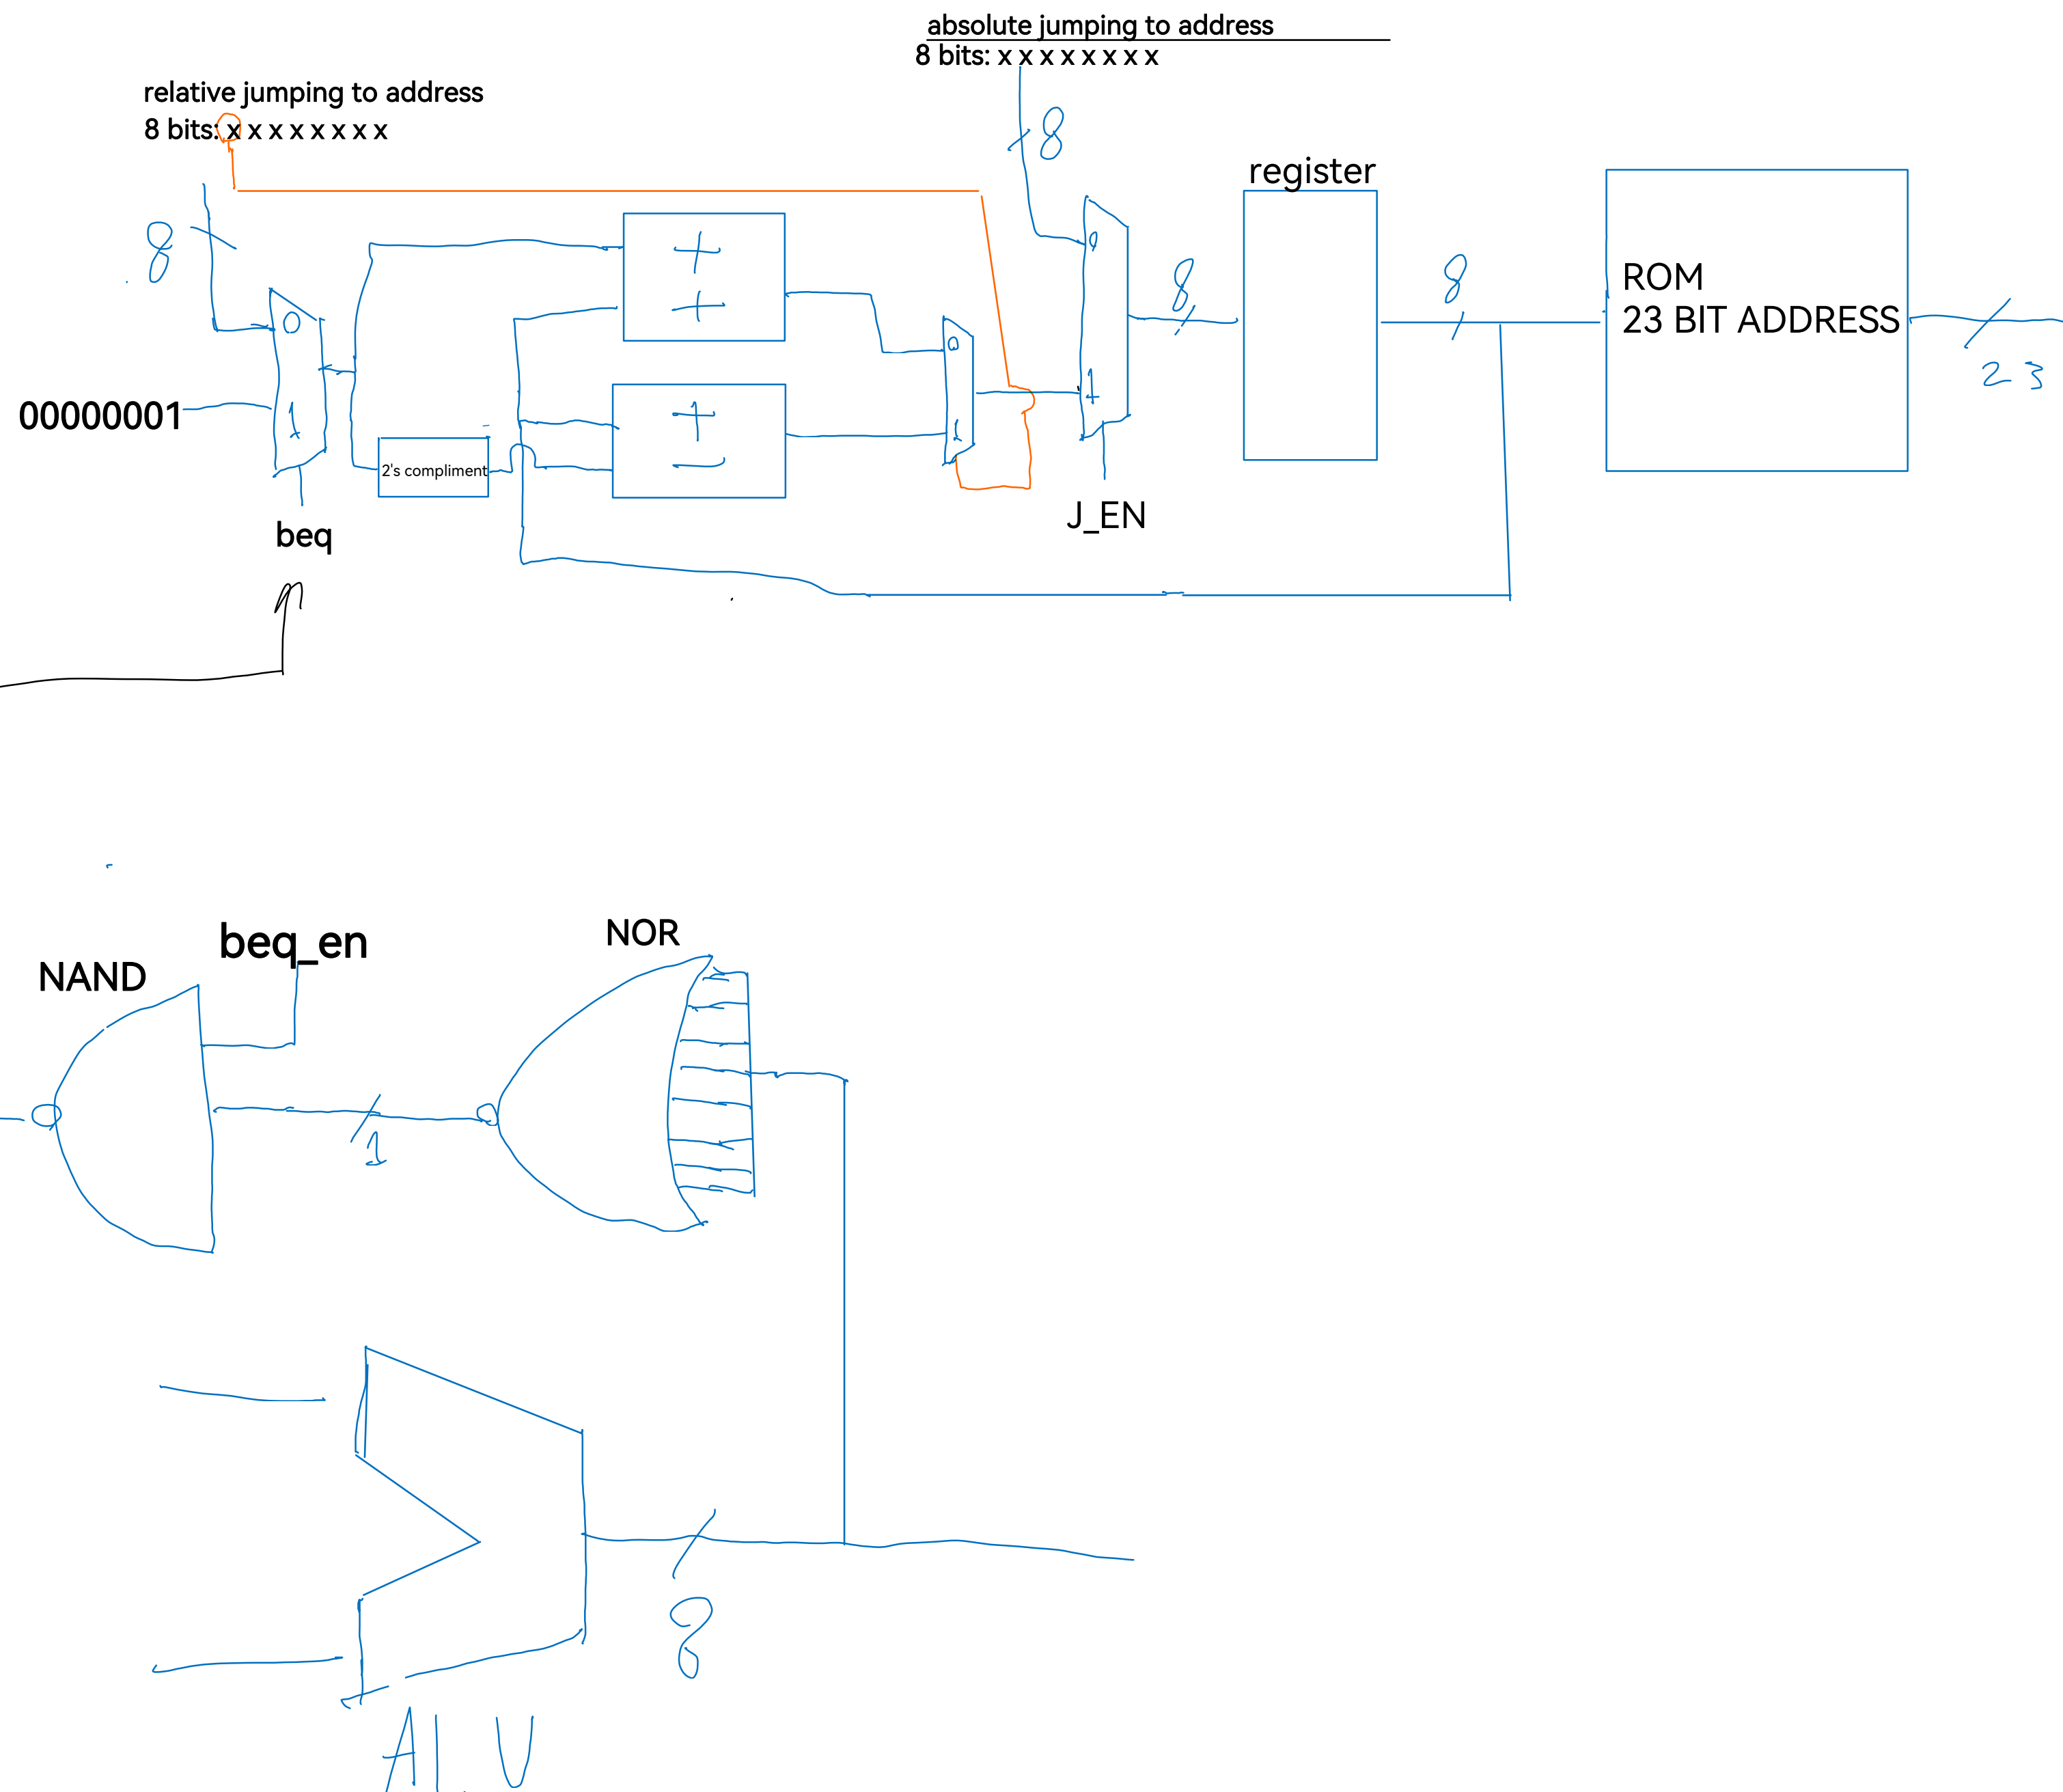 absolute jumping to address
8 bits: x x x x x x x x
relative jumping to address
8 bits: x x x x x x x x
8
8
register
0
+
+
0
8
8
ROM
23 BIT ADDRESS
23
0
00000001
1
+
-
1
1
2's compliment
beq
J_EN
beq_en
NOR
NAND
1
8
ALU